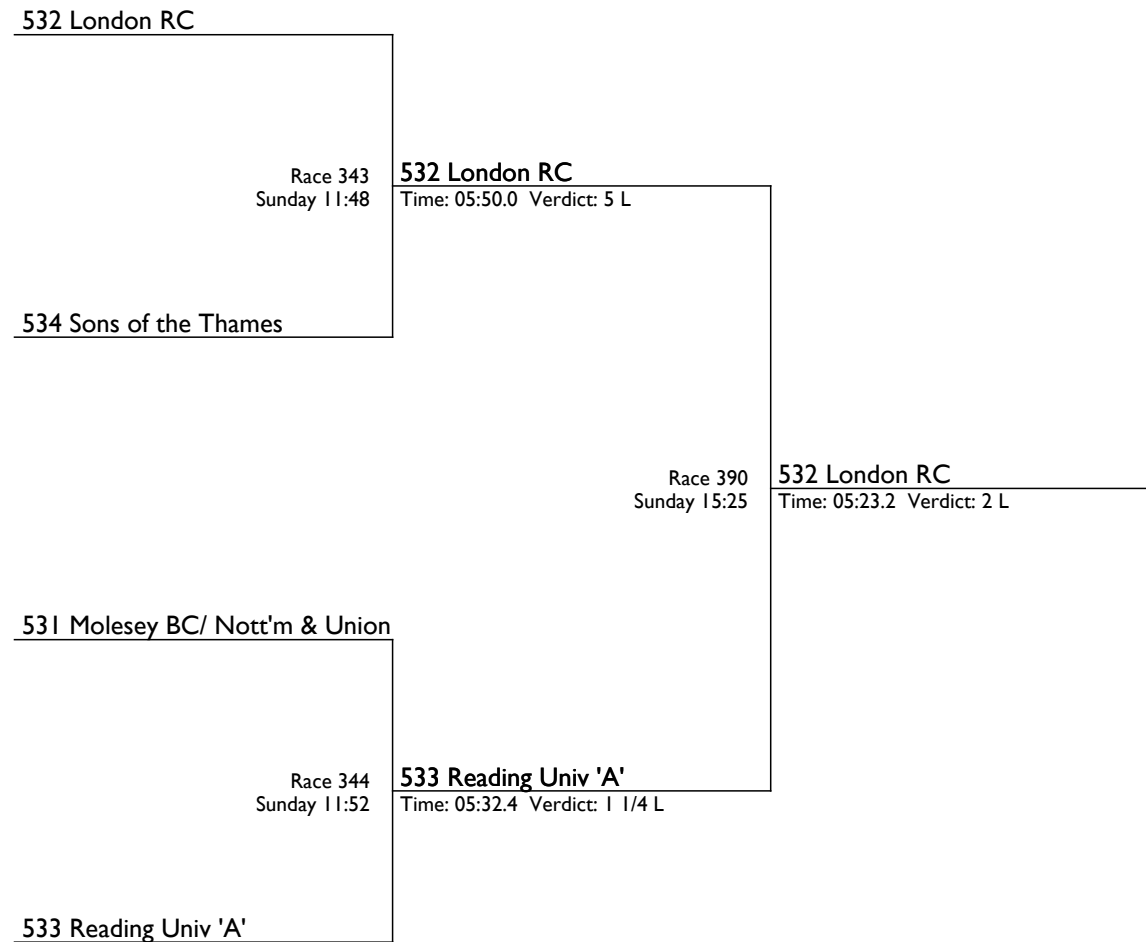 532 London RC
Race 343
Sunday 11:48
532 London RC
Time: 05:50.0 Verdict: 5 L
534 Sons of the Thames
Race 390
Sunday 15:25
532 London RC
Time: 05:23.2 Verdict: 2 L
531 Molesey BC/ Nott'm & Union
Race 344
Sunday 11:52
533 Reading Univ 'A'
Time: 05:32.4 Verdict: 1 1/4 L
533 Reading Univ 'A'